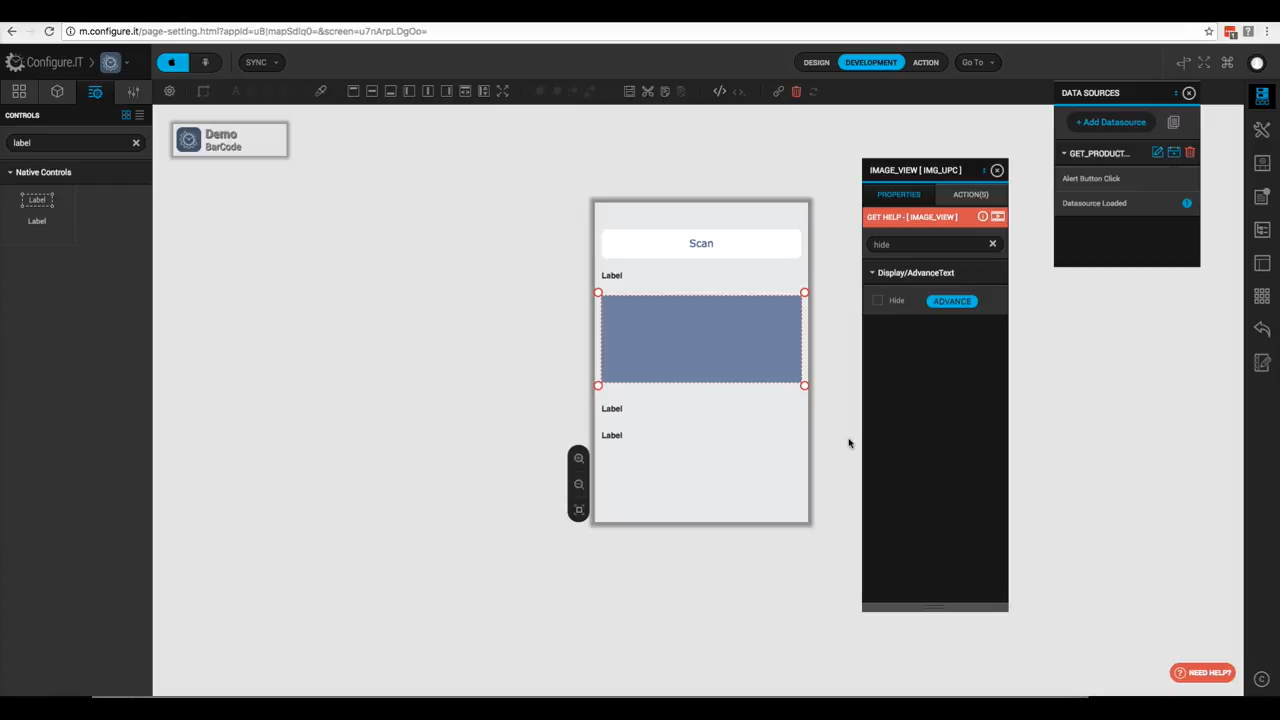 m.configure.it/page-setting.html?appId=u8|mapSdlq0=&screen=u7nArpLDgOo=
Configure.IT
SYNC
DESIGN
DEVELOPMENT
ACTION
Go To
CONTROLS
label
Native Controls
Label
Label
Demo
BarCode
Scan
Label
Label
Label
IMAGE_VIEW [ IMG_UPC ]
PROPERTIES
ACTION(S)
GET HELP - [ IMAGE_VIEW ]
hide
Display/AdvanceText
Hide
ADVANCE
DATA SOURCES
+ Add Datasource
GET_PRODUCT...
Alert Button Click
Datasource Loaded
NEED HELP?